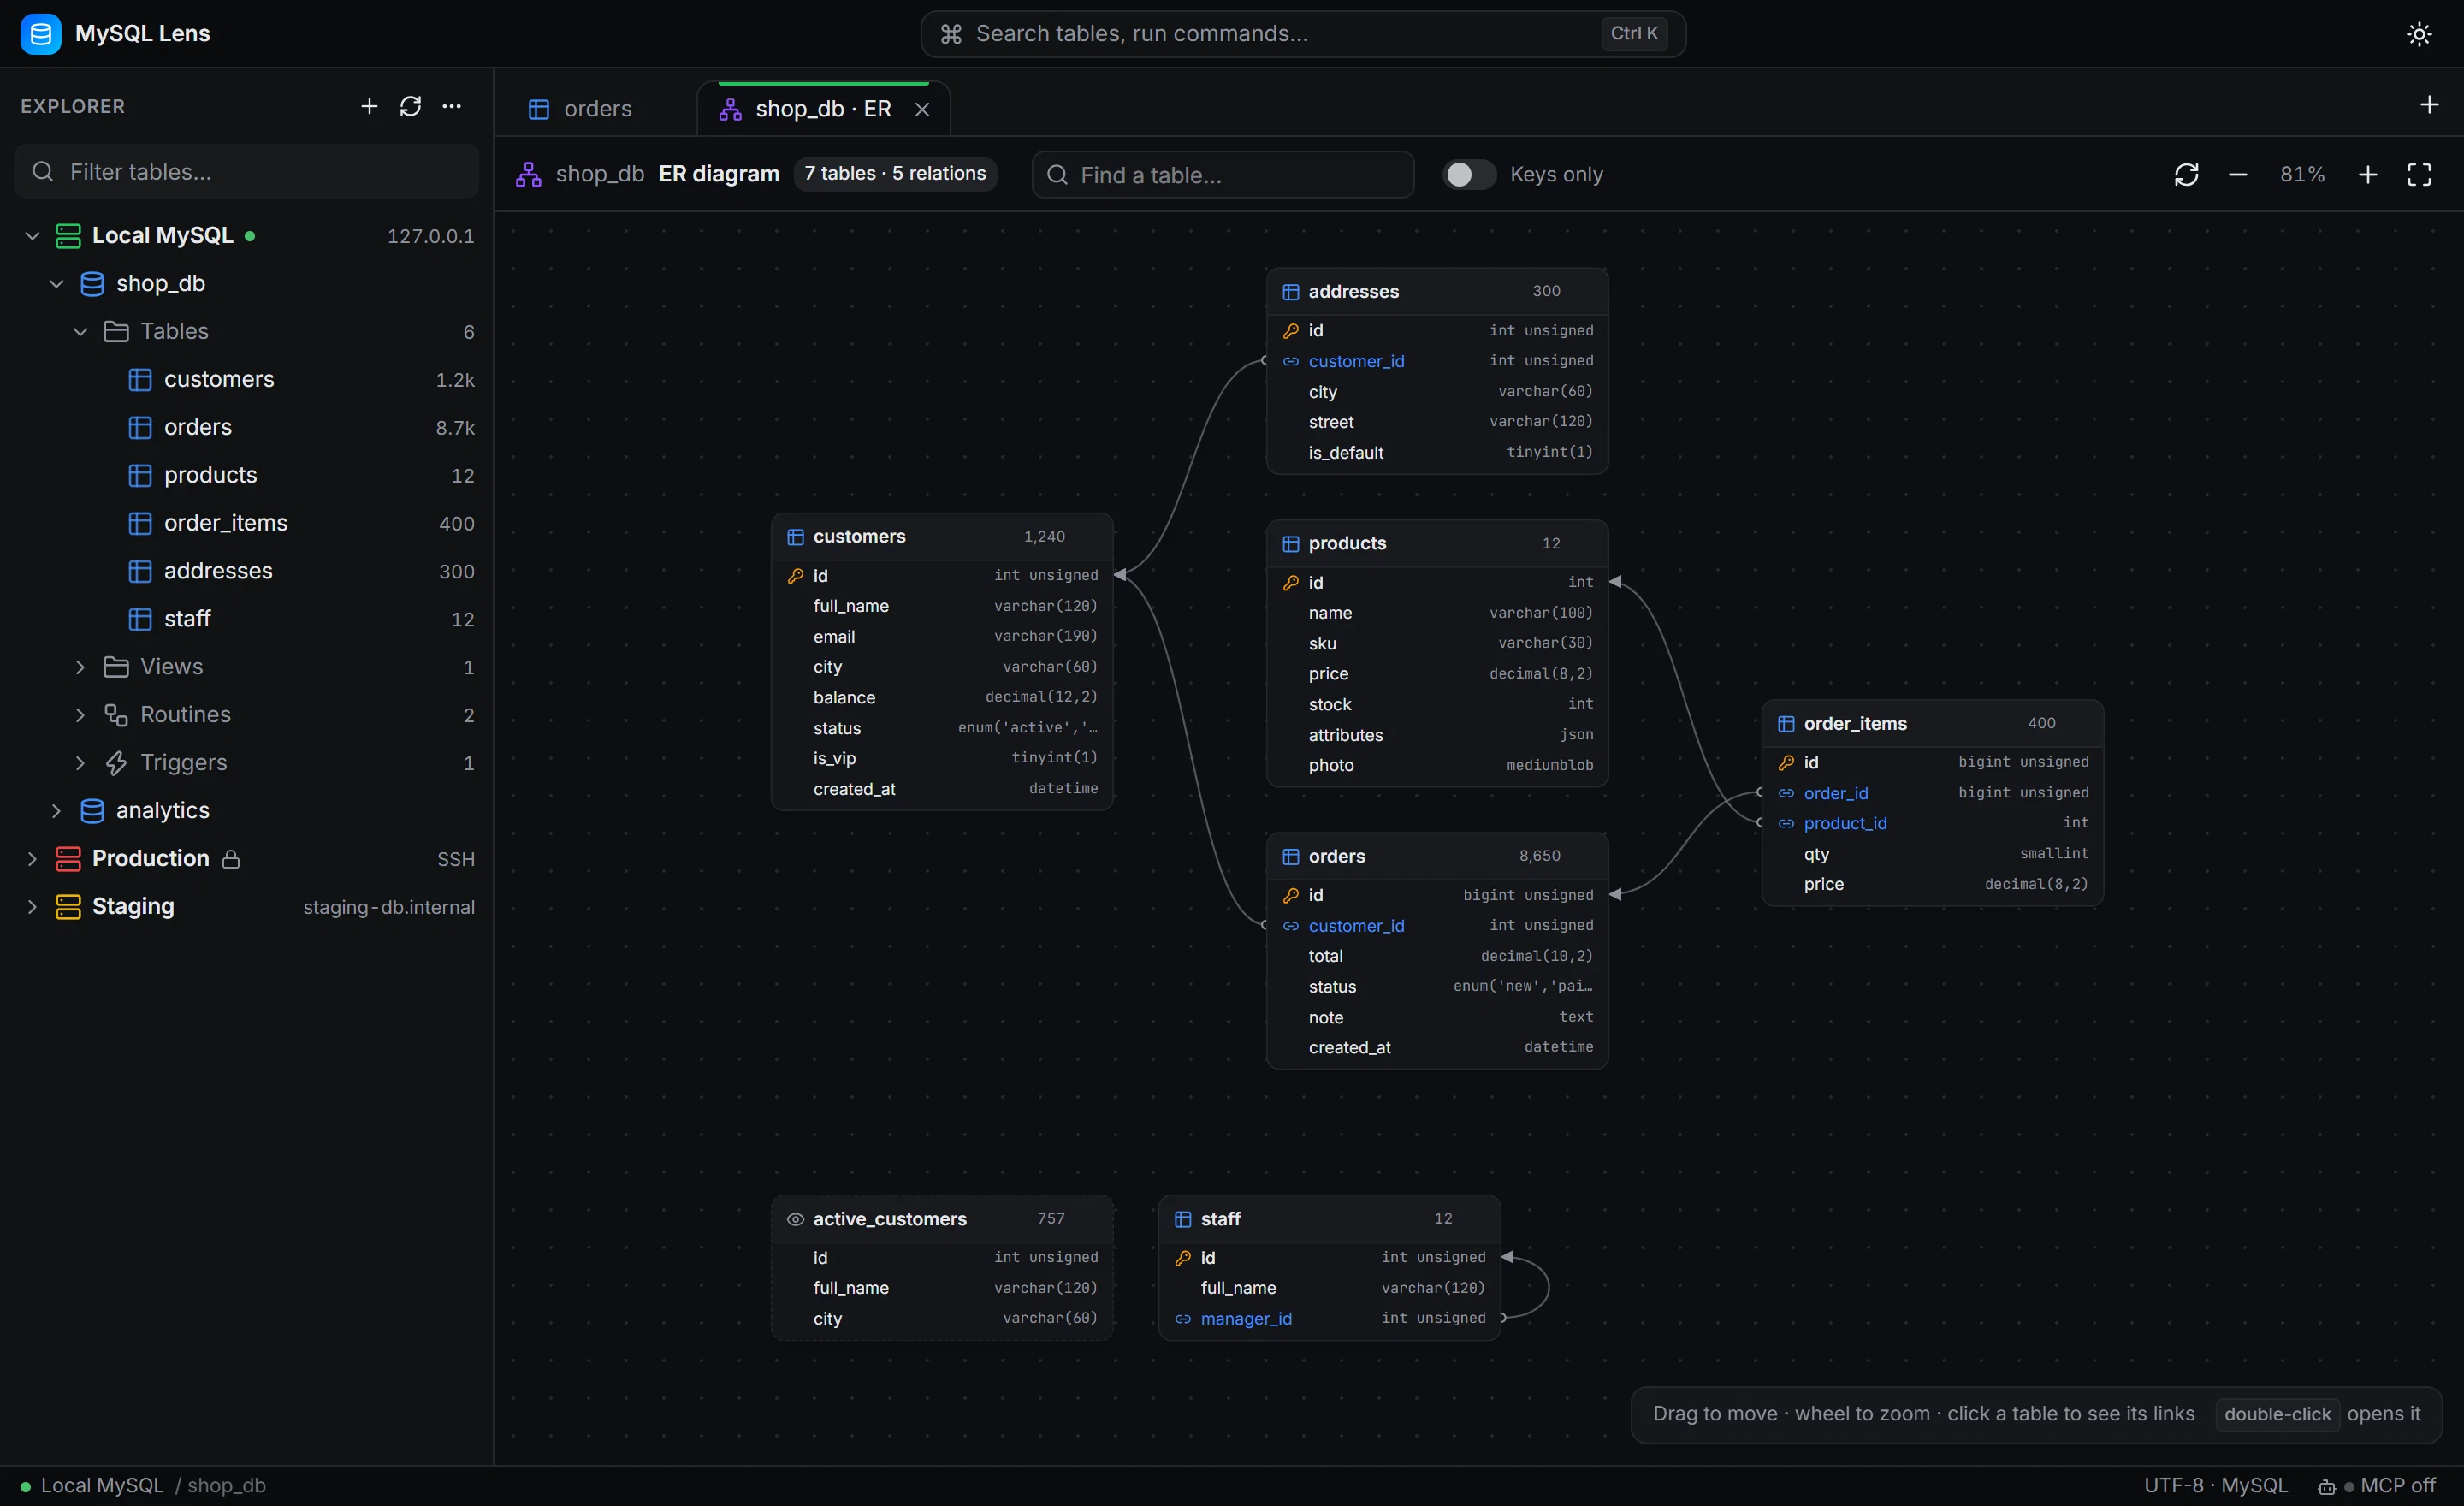 MySQL Lens
Search tables, run commands... Ctrl K
EXPLORER
Filter tables...
Local MySQL 127.0.0.1
shop_db
Tables 6
customers 1.2k
orders 8.7k
products 12
order_items 400
addresses 300
staff 12
Views 1
Routines 2
Triggers 1
analytics
Production SSH
Staging staging-db.internal
orders
shop_db · ER
shop_db ER diagram 7 tables · 5 relations
Find a table...
Keys only
81%
addresses 300
id int unsigned
customer_id int unsigned
city varchar(60)
street varchar(120)
is_default tinyint(1)
customers 1,240
id int unsigned
full_name varchar(120)
email varchar(190)
city varchar(60)
balance decimal(12,2)
status enum('active','…
is_vip tinyint(1)
created_at datetime
products 12
id int
name varchar(100)
sku varchar(30)
price decimal(8,2)
stock int
attributes json
photo mediumblob
order_items 400
id bigint unsigned
order_id bigint unsigned
product_id int
qty smallint
price decimal(8,2)
orders 8,650
id bigint unsigned
customer_id int unsigned
total decimal(10,2)
status enum('new','pai…
note text
created_at datetime
active_customers 757
id int unsigned
full_name varchar(120)
city varchar(60)
staff 12
id int unsigned
full_name varchar(120)
manager_id int unsigned
Drag to move · wheel to zoom · click a table to see its links double-click opens it
Local MySQL / shop_db
UTF-8 · MySQL MCP off